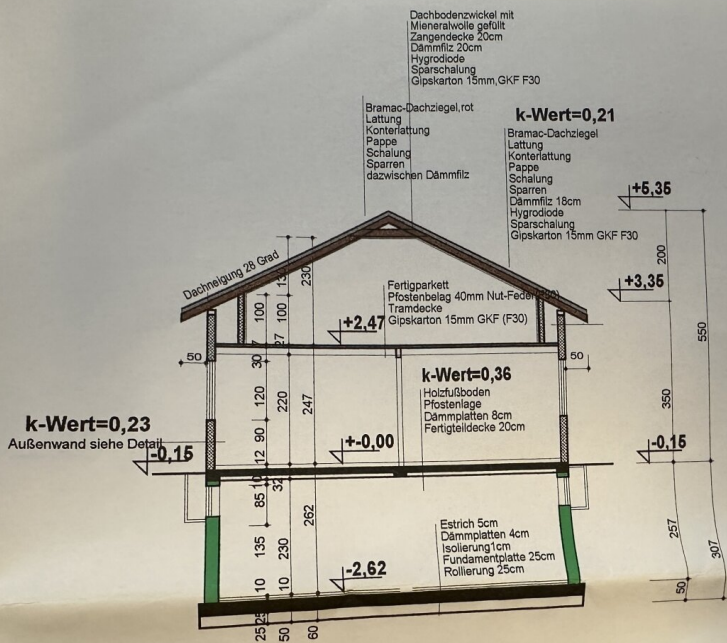 Dachbodenzwickel mit
Mieneralwolle gefüllt
Zangendecke 20cm
Dämmfilz 20cm
Hygrodiode
Sparschalung
Gipskarton 15mm,GKF F30
Bramac-Dachziegel,rot
Lattung
Konterlattung
Pappe
Schalung
Sparren
dazwischen Dämmfilz
k-Wert=0,21
Bramac-Dachziegel
Lattung
Konterlattung
Pappe
Schalung
Sparren
Dämmfilz 18cm
Hygrodiode
Sparschalung
Gipskarton 15mm GKF F30
+5,35
200
+3,35
550
350
Dachneigung 28 Grad
230
100
100
Fertigparkett
Pfostenbelag 40mm Nut-Feder
Tramdecke
Gipskarton 15mm GKF (F30)
+2,47
7
27
30
50
50
120
220
247
k-Wert=0,36
Holzfußboden
Pfostenlage
Dämmplatten 8cm
Fertigteildecke 20cm
k-Wert=0,23
Außenwand siehe Detail
-0,15
90
12
+-0,00
-0,15
10
32
85
262
135
230
257
307
Estrich 5cm
Dämmplatten 4cm
Isolierung1cm
Fundamentplatte 25cm
Rollierung 25cm
-2,62
10
10
50
25
25
50
60